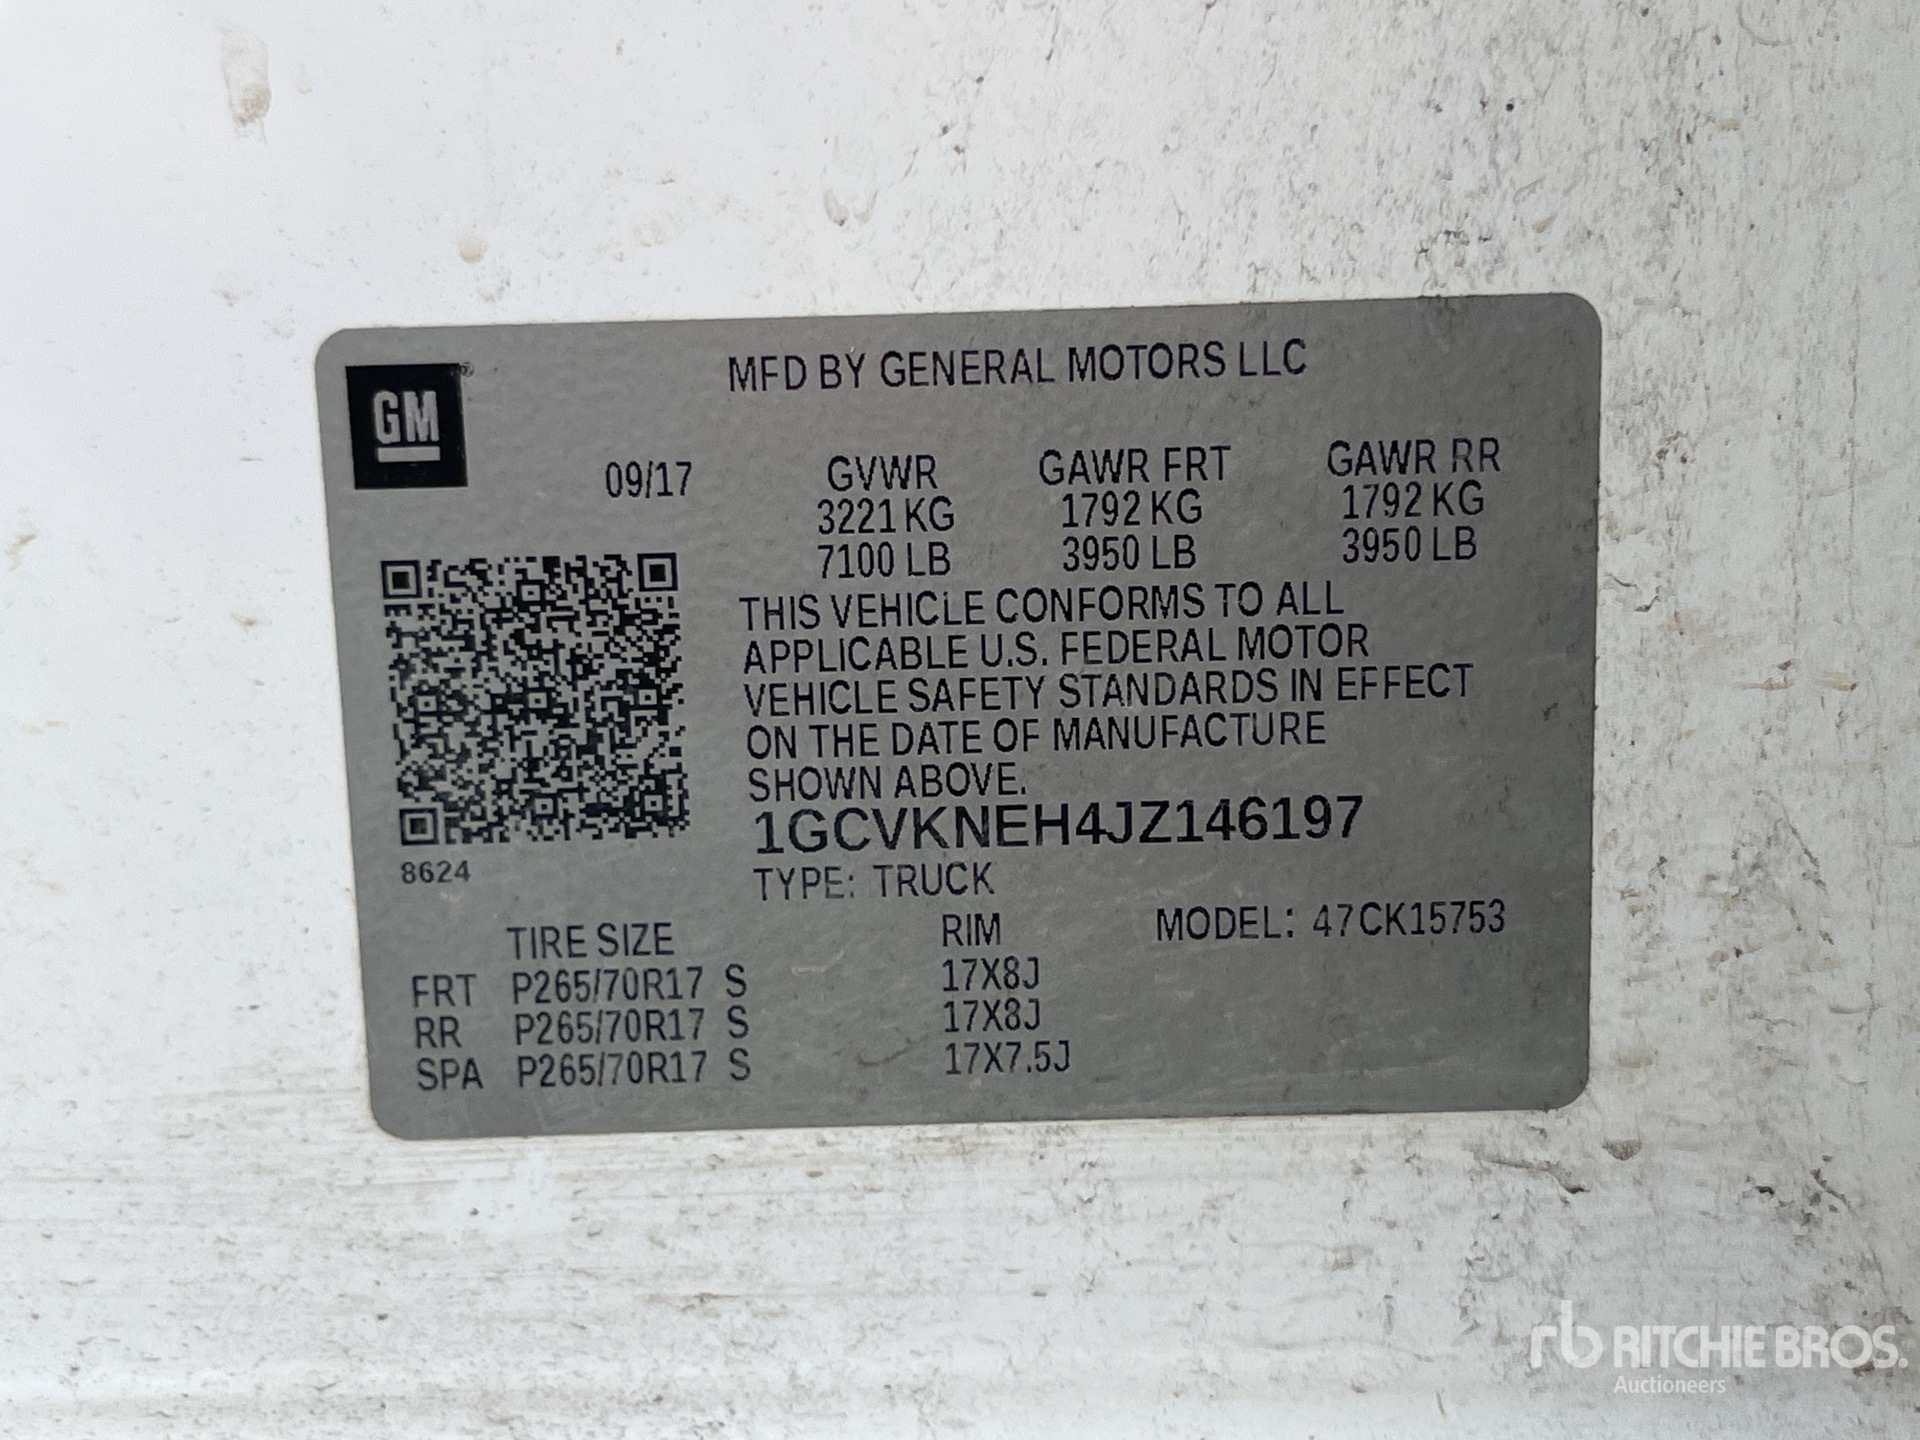 MFD BY GENERAL MOTORS LLC
GM
09/17 GVWR GAWR FRT GAWR RR
3221 KG 1792 KG 1792 KG
7100 LB 3950 LB 3950 LB
THIS VEHICLE CONFORMS TO ALL
APPLICABLE U.S. FEDERAL MOTOR
VEHICLE SAFETY STANDARDS IN EFFECT
ON THE DATE OF MANUFACTURE
SHOWN ABOVE.
1GCVKNEH4JZ146197
8624
TYPE: TRUCK
TIRE SIZE RIM MODEL: 47CK15753
FRT P265/70R17 S 17X8J
RR P265/70R17 S 17X8J
SPA P265/70R17 S 17X7.5J
rb RITCHIE BROS.
Auctioneers